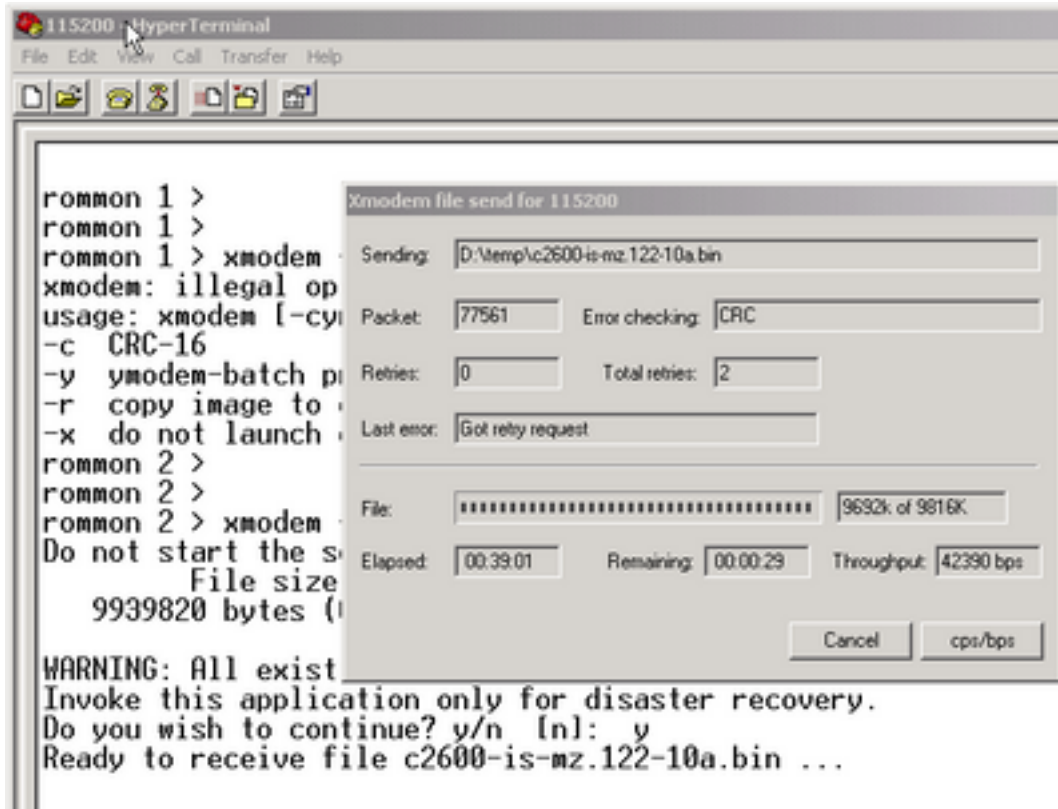 115200 - HyperTerminal
File Edit View Call Transfer Help
rommon 1 >
rommon 1 >
rommon 1 > xmodem -
xmodem: illegal op
usage: xmodem [-cy
-c CRC-16
-y ymodem-batch p
-r copy image to
-x do not launch
rommon 2 >
rommon 2 >
rommon 2 > xmodem -
Do not start the s
File size
9939820 bytes (
WARNING: All exist
Invoke this application only for disaster recovery.
Do you wish to continue? y/n [n]: y
Ready to receive file c2600-is-mz.122-10a.bin ...
Xmodem file send for 115200
Sending: D:\temp\c2600-is-mz.122-10a.bin
Packet: 77561 Error checking: CRC
Retries: 0 Total retries: 2
Last error: Got retry request
File: 9692k of 9816K
Elapsed: 00:39:01 Remaining: 00:00:29 Throughput: 42390 bps
Cancel cps/bps